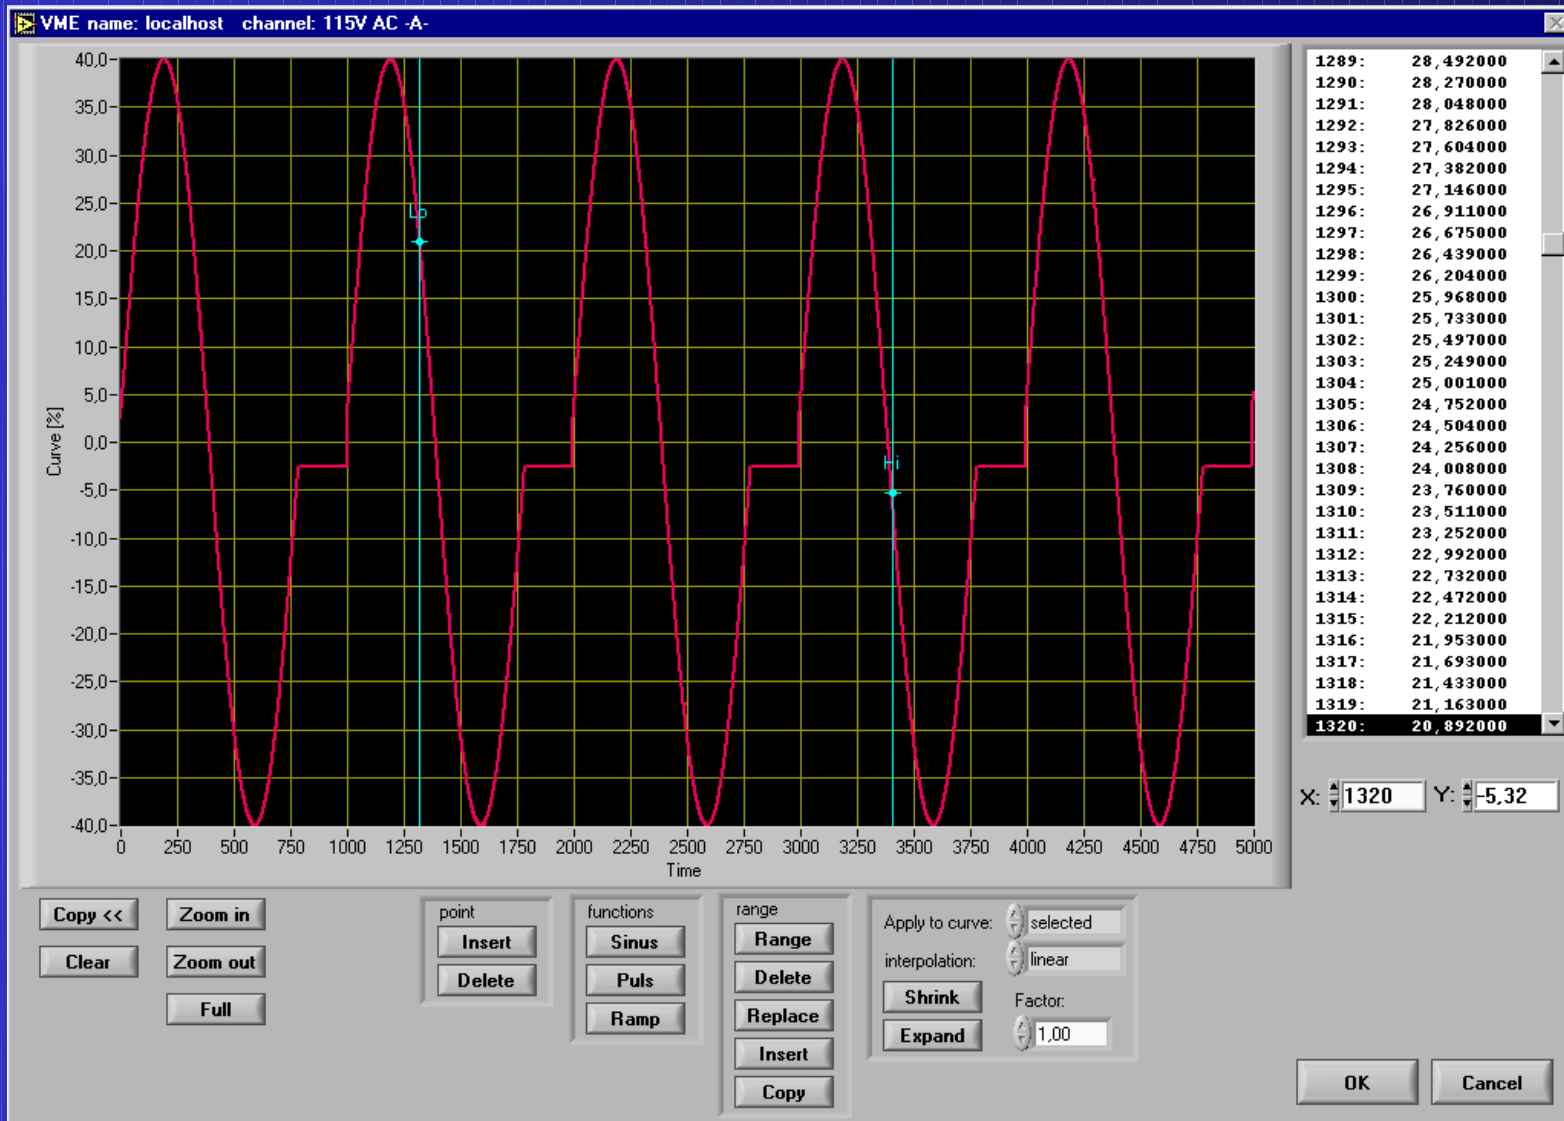 VME name: localhost channel: 115V AC -A-
40,0
35,0
30,0
25,0
20,0
15,0
10,0
5,0
0,0
-5,0
-10,0
-15,0
-20,0
-25,0
-30,0
-35,0
-40,0
Curve [%]
Lo
Hi
0 250 500 750 1000 1250 1500 1750 2000 2250 2500 2750 3000 3250 3500 3750 4000 4250 4500 4750 5000
Time
1289: 28,492000
1290: 28,270000
1291: 28,048000
1292: 27,826000
1293: 27,604000
1294: 27,382000
1295: 27,146000
1296: 26,911000
1297: 26,675000
1298: 26,439000
1299: 26,204000
1300: 25,968000
1301: 25,733000
1302: 25,497000
1303: 25,249000
1304: 25,001000
1305: 24,752000
1306: 24,504000
1307: 24,256000
1308: 24,008000
1309: 23,760000
1310: 23,511000
1311: 23,252000
1312: 22,992000
1313: 22,732000
1314: 22,472000
1315: 22,212000
1316: 21,953000
1317: 21,693000
1318: 21,433000
1319: 21,163000
1320: 20,892000
X: 1320 Y: -5,32
Copy <<
Clear
Zoom in
Zoom out
Full
point
Insert
Delete
functions
Sinus
Puls
Ramp
range
Range
Delete
Replace
Insert
Copy
Apply to curve: selected
interpolation: linear
Shrink
Expand
Factor:
1,00
OK
Cancel